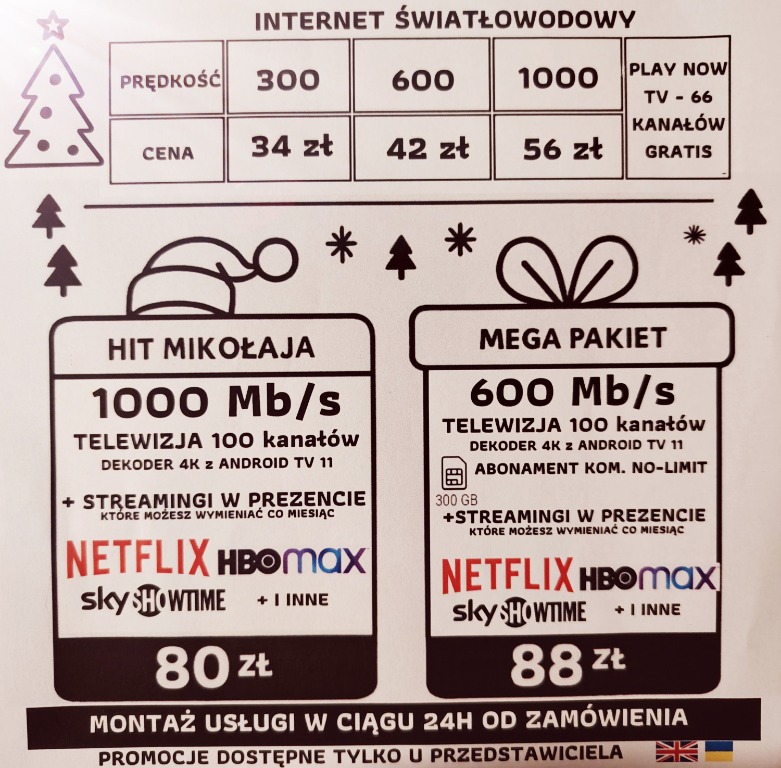 INTERNET ŚWIATŁOWODOWY
PRĘDKOŚĆ 300 600 1000
CENA 34 zł 42 zł 56 zł
PLAY NOW
TV - 66
KANAŁÓW
GRATIS
HIT MIKOŁAJA
1000 Mb/s
TELEWIZJA 100 kanałów
DEKODER 4K z ANDROID TV 11
+ STREAMINGI W PREZENCIE
KTÓRE MOŻESZ WYMIENIAĆ CO MIESIĄC
NETFLIX HBOmax
sky SHOWTIME + I INNE
80 zł
MEGA PAKIET
600 Mb/s
TELEWIZJA 100 kanałów
DEKODER 4K z ANDROID TV 11
ABONAMENT KOM. NO-LIMIT
300 GB
+STREAMINGI W PREZENCIE
KTÓRE MOŻESZ WYMIENIAĆ CO MIESIĄC
NETFLIX HBOmax
sky SHOWTIME + I INNE
88 zł
MONTAŻ USŁUGI W CIĄGU 24H OD ZAMÓWIENIA
PROMOCJE DOSTĘPNE TYLKO U PRZEDSTAWICIELA